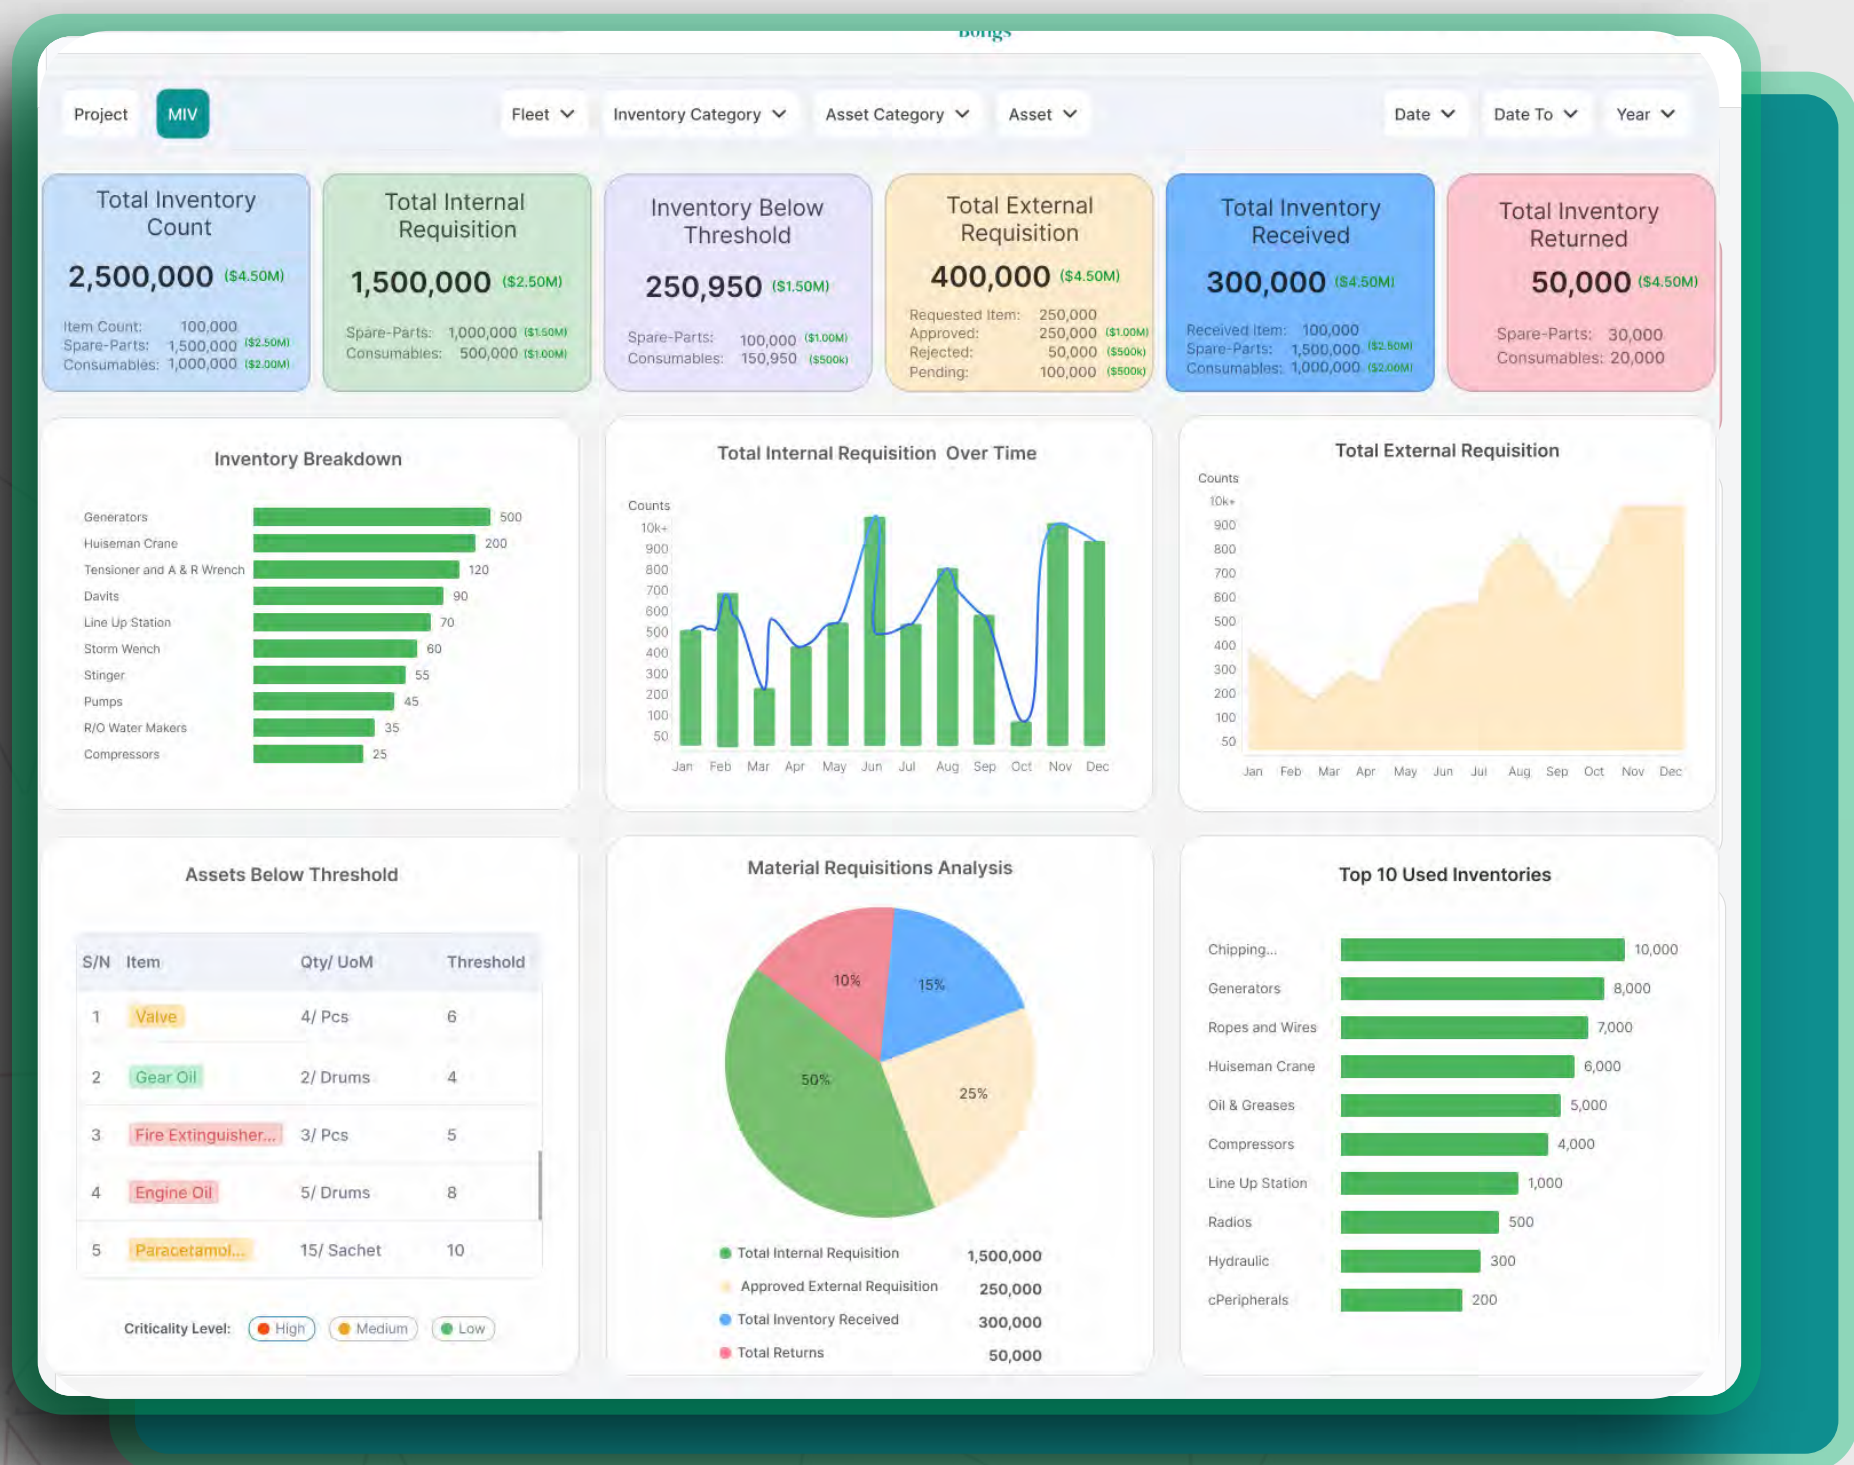 Bongs
Project MIV Fleet Inventory Category Asset Category Asset Date Date To Year
Total Inventory
Count
2,500,000 ($4.50M)
Item Count: 100,000
Spare-Parts: 1,500,000 ($2.50M)
Consumables: 1,000,000 ($2.00M)
Total Internal
Requisition
1,500,000 ($2.50M)
Spare-Parts: 1,000,000 ($1.50M)
Consumables: 500,000 ($1.00M)
Inventory Below
Threshold
250,950 ($1.50M)
Spare-Parts: 100,000 ($1.00M)
Consumables: 150,950 ($500k)
Total External
Requisition
400,000 ($4.50M)
Requested Item: 250,000
Approved: 250,000 ($1.00M)
Rejected: 50,000 ($500k)
Pending: 100,000 ($500k)
Total Inventory
Received
300,000 ($4.50M)
Received Item: 100,000
Spare-Parts: 1,500,000 ($2.50M)
Consumables: 1,000,000 ($2.00M)
Total Inventory
Returned
50,000 ($4.50M)
Spare-Parts: 30,000
Consumables: 20,000
Inventory Breakdown
Generators 500
Huiseman Crane 200
Tensioner and A & R Wrench 120
Davits 90
Line Up Station 70
Storm Wench 60
Stinger 55
Pumps 45
R/O Water Makers 35
Compressors 25
Total Internal Requisition Over Time
Counts
10k+
900
800
700
600
500
400
300
200
100
50
Jan Feb Mar Apr May Jun Jul Aug Sep Oct Nov Dec
Total External Requisition
Counts
10k+
900
800
700
600
500
400
300
200
100
50
Jan Feb Mar Apr May Jun Jul Aug Sep Oct Nov Dec
Assets Below Threshold
S/N Item Qty/ UoM Threshold
1 Valve 4/ Pcs 6
2 Gear Oil 2/ Drums 4
3 Fire Extinguisher... 3/ Pcs 5
4 Engine Oil 5/ Drums 8
5 Paracetamol... 15/ Sachet 10
Criticality Level: High Medium Low
Material Requisitions Analysis
10%
15%
50%
25%
Total Internal Requisition 1,500,000
Approved External Requisition 250,000
Total Inventory Received 300,000
Total Returns 50,000
Top 10 Used Inventories
Chipping... 10,000
Generators 8,000
Ropes and Wires 7,000
Huiseman Crane 6,000
Oil & Greases 5,000
Compressors 4,000
Line Up Station 1,000
Radios 500
Hydraulic 300
cPeripherals 200